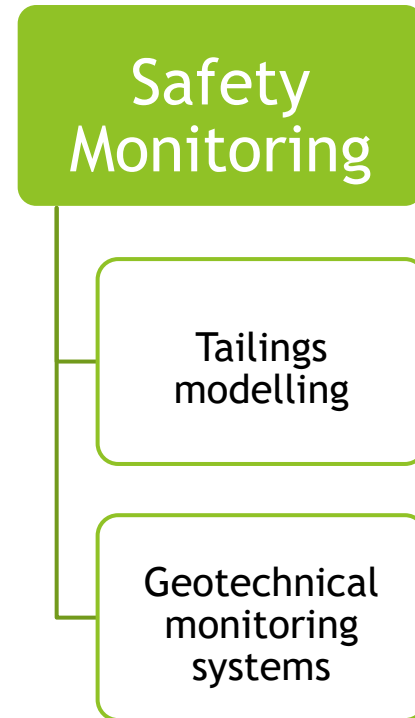 Safety
Monitoring
Tailings
modelling
Geotechnical
monitoring
systems